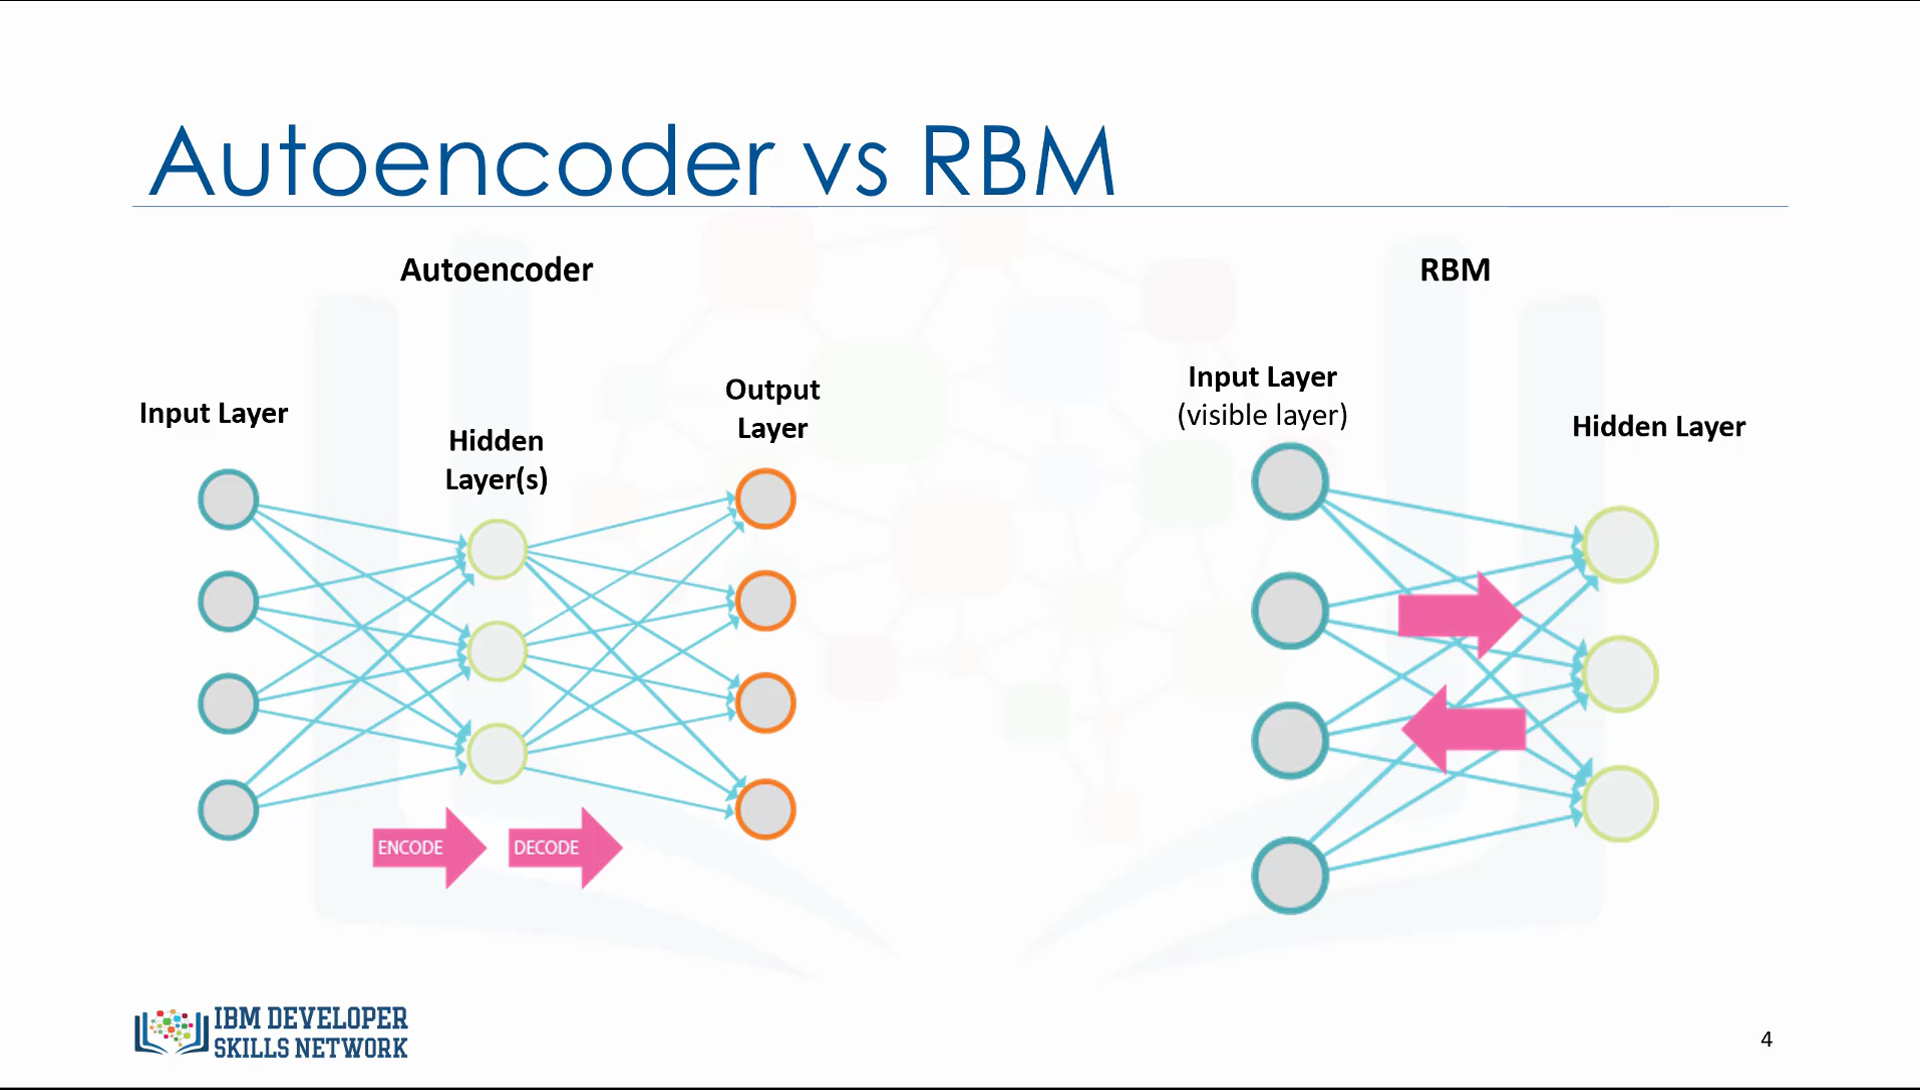 Autoencoder vs RBM
Autoencoder
Input Layer
Hidden
Layer(s)
Output
Layer
ENCODE
DECODE
RBM
Input Layer
(visible layer)
Hidden Layer
IBM DEVELOPER
SKILLS NETWORK
4